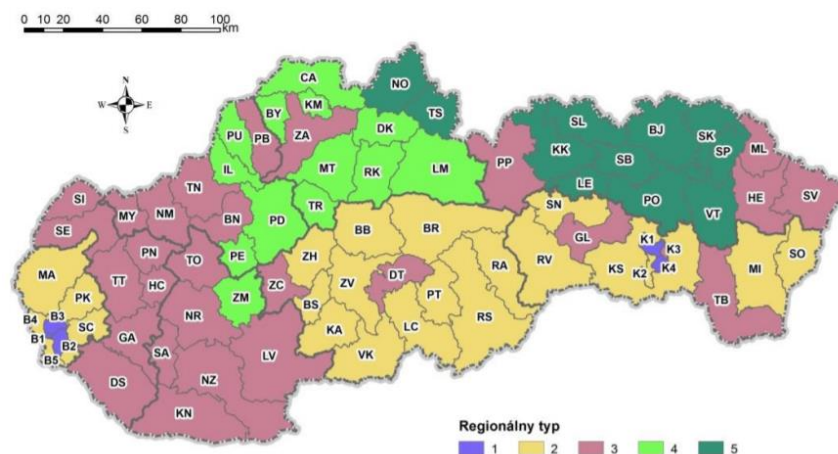 0 10 20 40 60 80 100
km
N
W E
S
CA
NO
BY KM TS
PU PB ZA DK
IL MT RK LM
SL BJ SK
SP
KK SB
PP LE PO VT
ML
HE SV
SI TN
MY NM BN PD TR
SE
SN
GL
K1
K3
K2 K4
RV KS
MI SO
TB
BB BR
PN TO PE ZH
MA TT HC ZM ZC ZV DT RA
PK BS PT
B4 B3 SC NR KA LC RS
B1 B2 GA SA LV VK
B5
DS NZ
KN
Regionálny typ
1 2 3 4 5